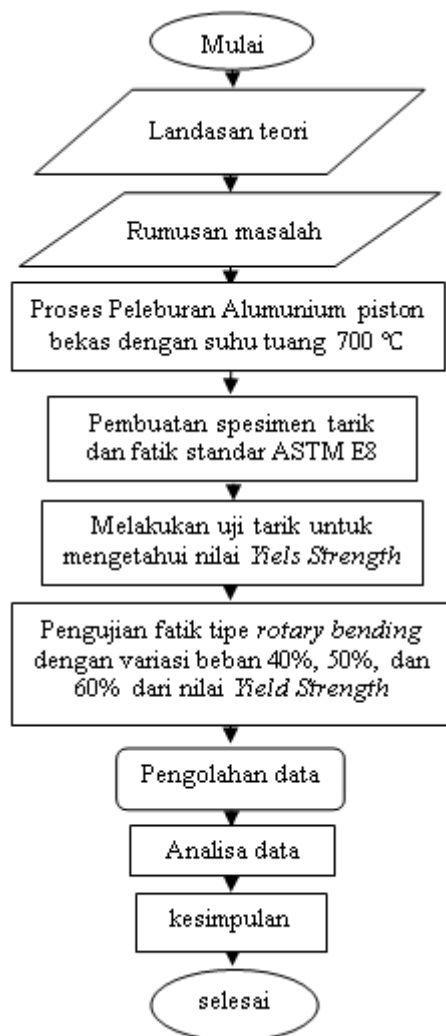 Mulai
Landasan teori
Rumusan masalah
Proses Peleburan Alumunium piston
bekas dengan suhu tuang 700 ℃
Pembuatan spesimen tarik
dan fatik standar ASTM E8
Melakukan uji tarik untuk
mengetahui nilai Yiels Strength
Pengujian fatik tipe rotary bending
dengan variasi beban 40%, 50%, dan
60% dari nilai Yield Strength
Pengolahan data
Analisa data
kesimpulan
selesai